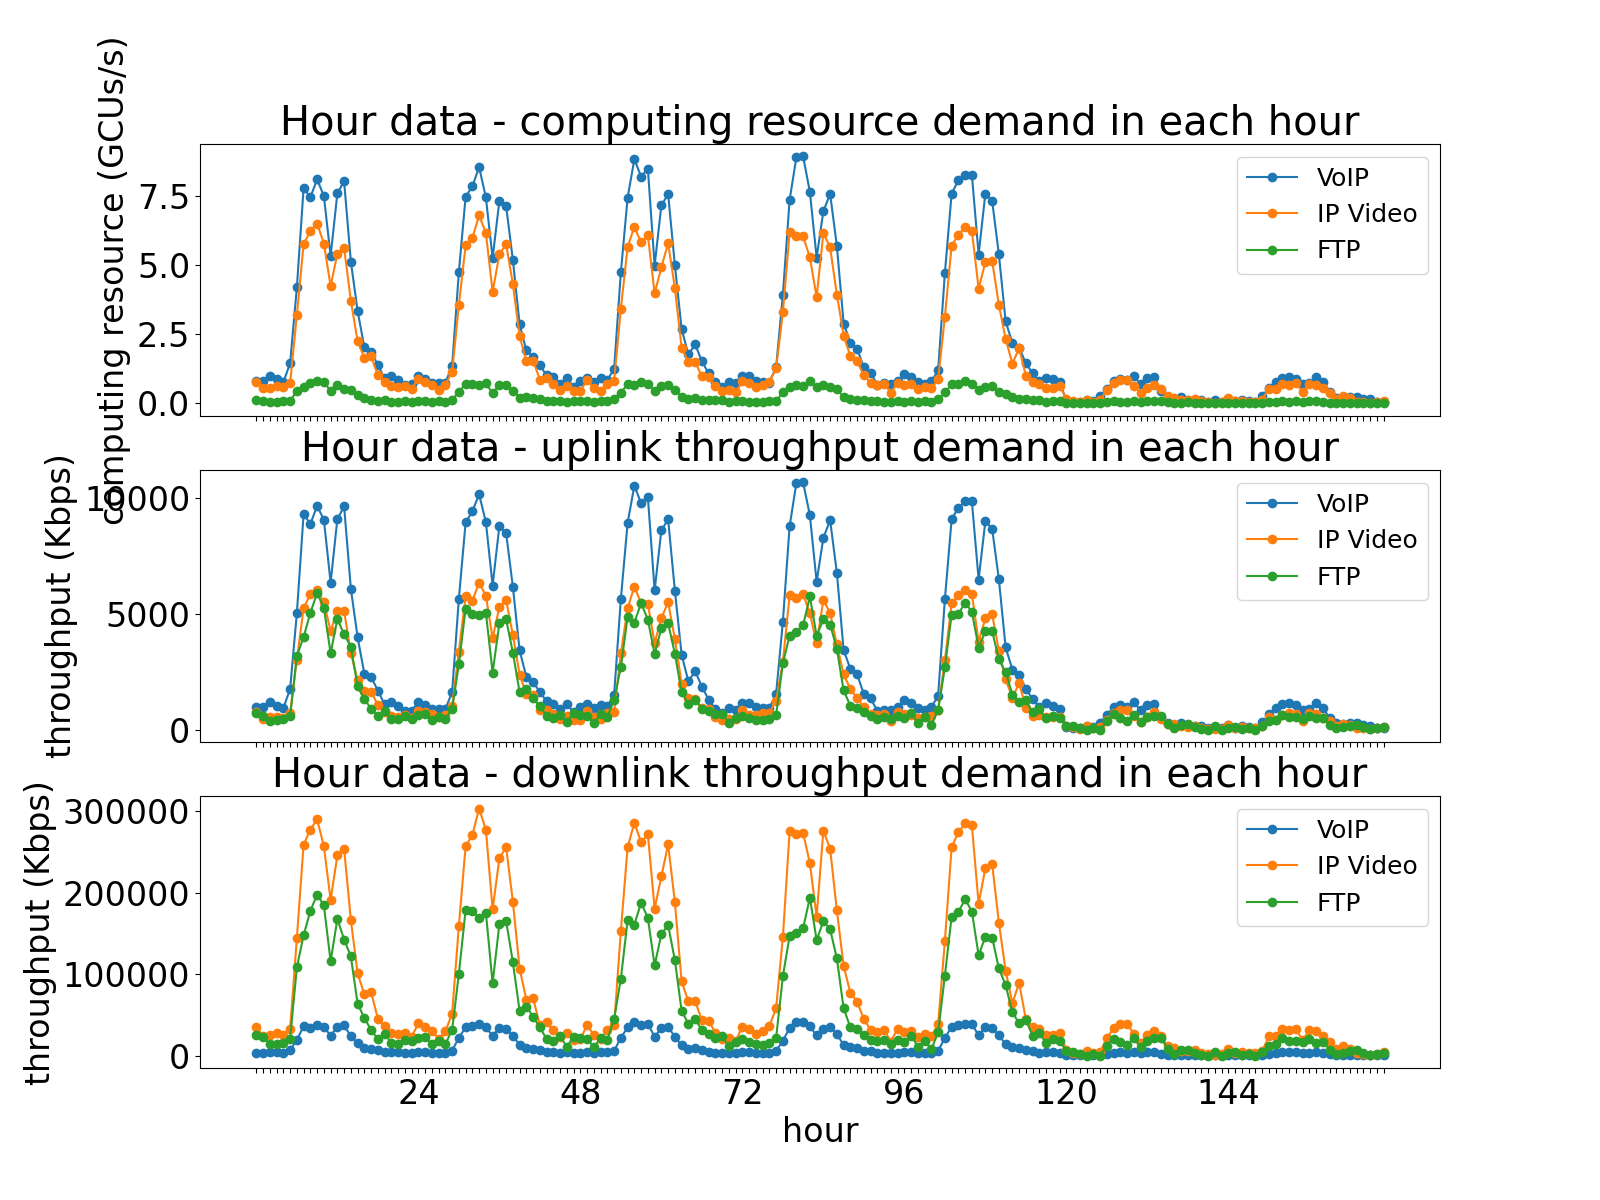 Hour data - computing resource demand in each hour
computing resource (GCUs/s)
7.5
5.0
2.5
0.0
VoIP
IP Video
FTP
Hour data - uplink throughput demand in each hour
throughput (Kbps)
10000
5000
0
VoIP
IP Video
FTP
Hour data - downlink throughput demand in each hour
throughput (Kbps)
300000
200000
100000
0
VoIP
IP Video
FTP
24 48 72 96 120 144
hour